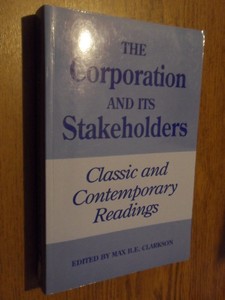 THE
Corporation
AND ITS
Stakeholders
Classic and
Contemporary
Readings
EDITED BY MAX B.E. CLARKSON